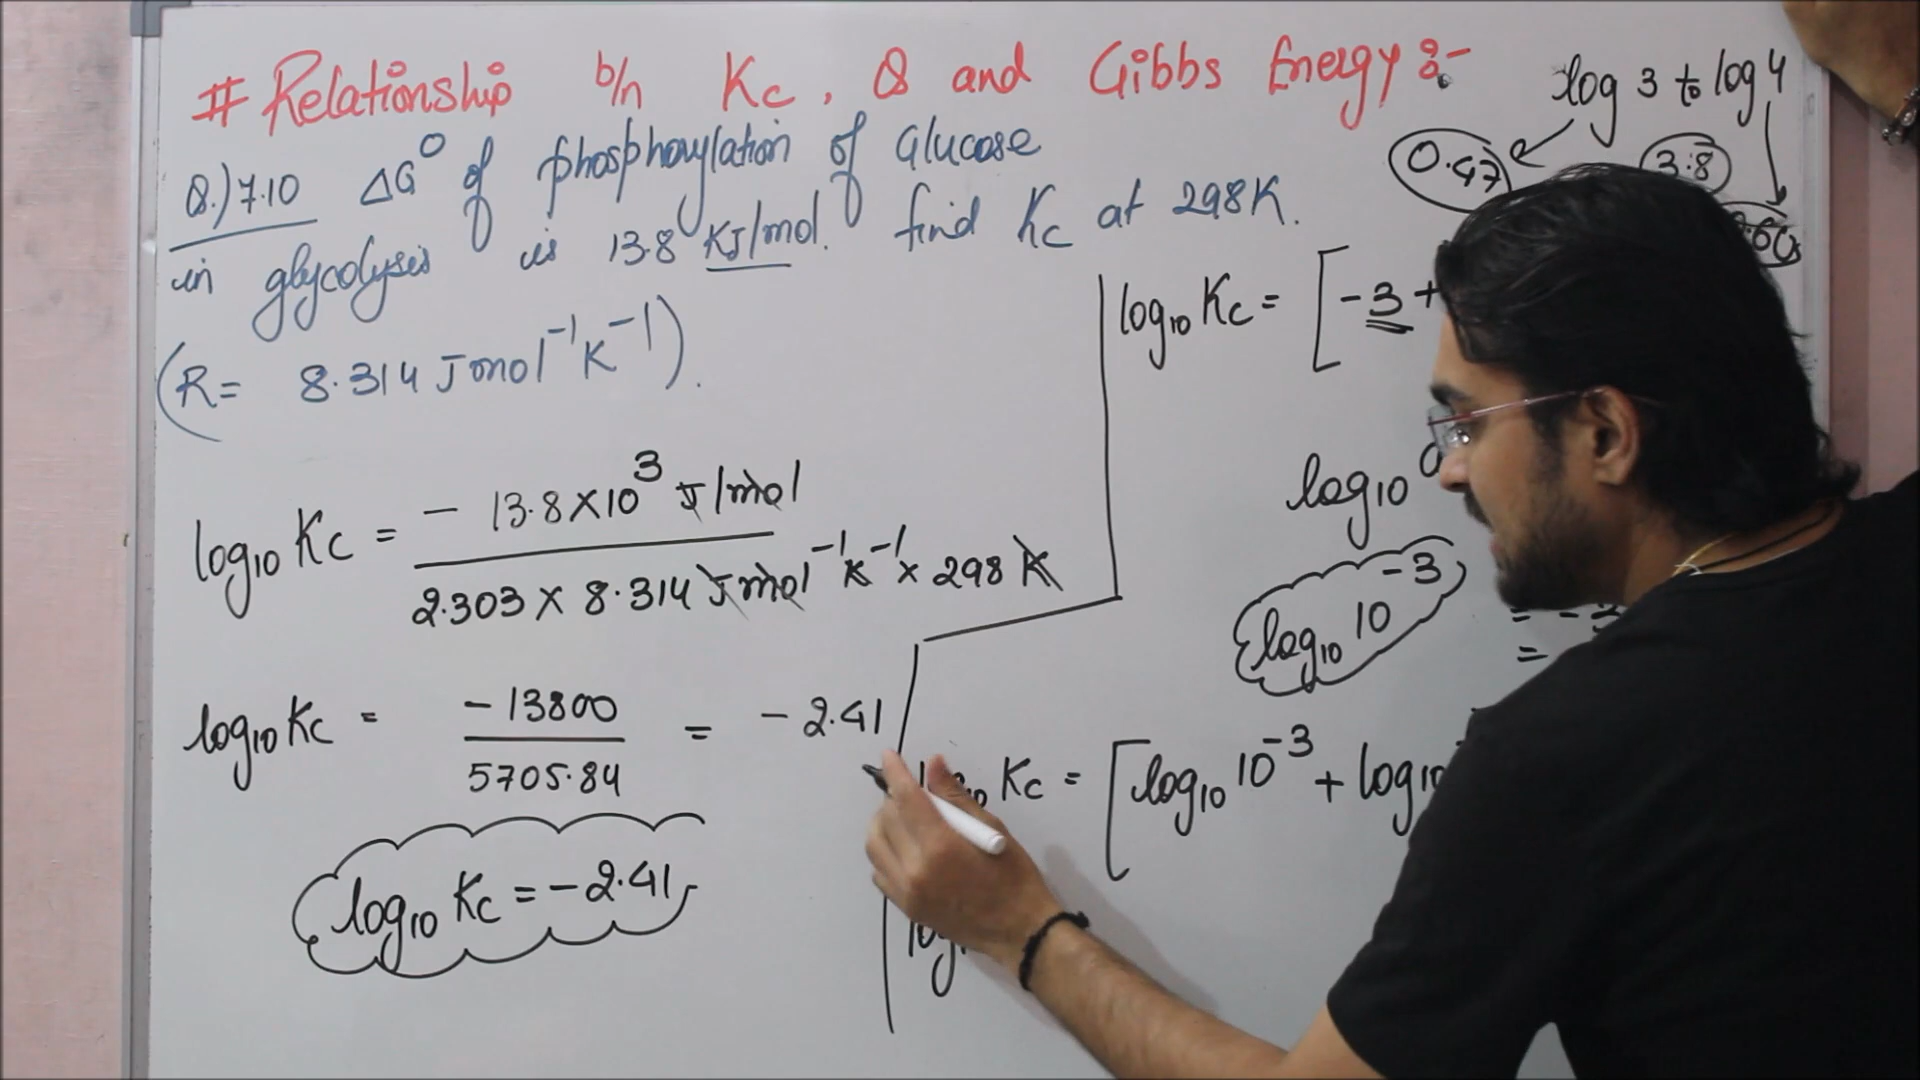 # Relationship b/n Kc, Q and Gibbs Energy :-
Q.) 7.10 ΔG⁰ of phosphorylation of Glucose
in glycolysis is 13.8 KJ/mol. find Kc at 298K.
(R = 8.314 J mol⁻¹ K⁻¹).
log₁₀ Kc = - 13.8 × 10³ J/mol
2.303 × 8.314 J mol⁻¹ K⁻¹ × 298 K
log₁₀ Kc = - 13800 = - 2.41
5705.84
log₁₀ Kc = - 2.41
log 3 to log 4
0.47 3.8
log₁₀ Kc = [ - 3 +
log₁₀
log₁₀ 10⁻³
= -
=
Kc = [ log₁₀ 10⁻³ + log₁₀
log